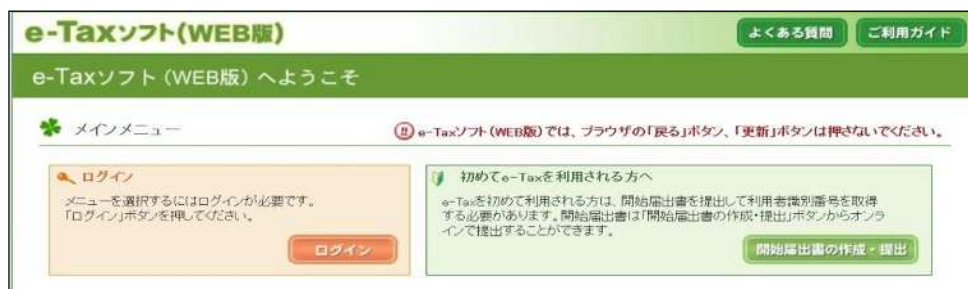 e-Taxソフト(WEB版)
よくある質問
ご利用ガイド
e-Taxソフト（WEB版）へようこそ
メインメニュー
e-Taxソフト（WEB版）では、ブラウザの「戻る」ボタン、「更新」ボタンは押さないでください。
ログイン
メニューを選択するにはログインが必要です。
「ログイン」ボタンを押してください。
ログイン
初めてe-Taxを利用される方へ
e-Taxを初めて利用される方は、開始届出書を提出して利用者識別番号を取得
する必要があります。開始届出書は「開始届出書の作成・提出」ボタンからオンラ
インで提出することができます。
開始届出書の作成・提出